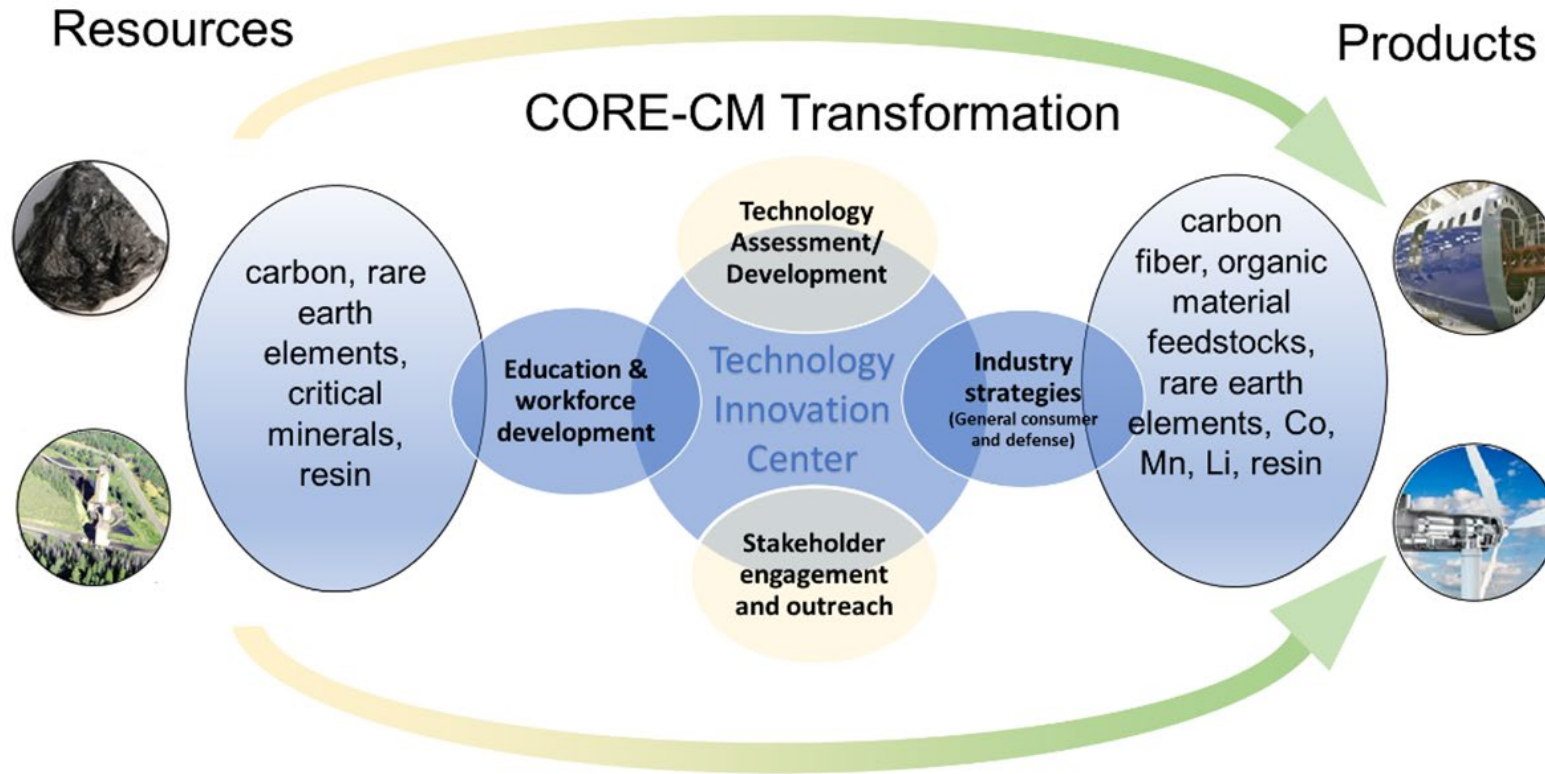 Resources
Products
CORE-CM Transformation
carbon, rare
earth
elements,
critical
minerals,
resin
Education &
workforce
development
Technology
Assessment/
Development
Technology
Innovation
Center
Stakeholder
engagement
and outreach
Industry
strategies
(General consumer
and defense)
carbon
fiber, organic
material
feedstocks,
rare earth
elements, Co,
Mn, Li, resin